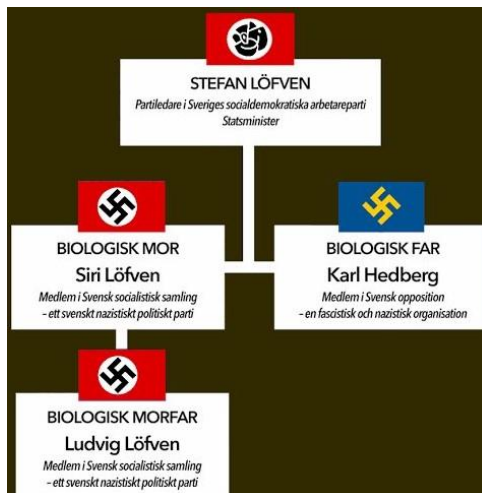 STEFAN LÖFVEN
Partiledare i Sveriges socialdemokratiska arbetareparti
Statsminister
BIOLOGISK MOR
Siri Löfven
Medlem i Svensk socialistisk samling
– ett svenskt nazistiskt politiskt parti
BIOLOGISK FAR
Karl Hedberg
Medlem i Svensk opposition
– en fascistisk och nazistisk organisation
BIOLOGISK MORFAR
Ludvig Löfven
Medlem i Svensk socialistisk samling
– ett svenskt nazistiskt politiskt parti